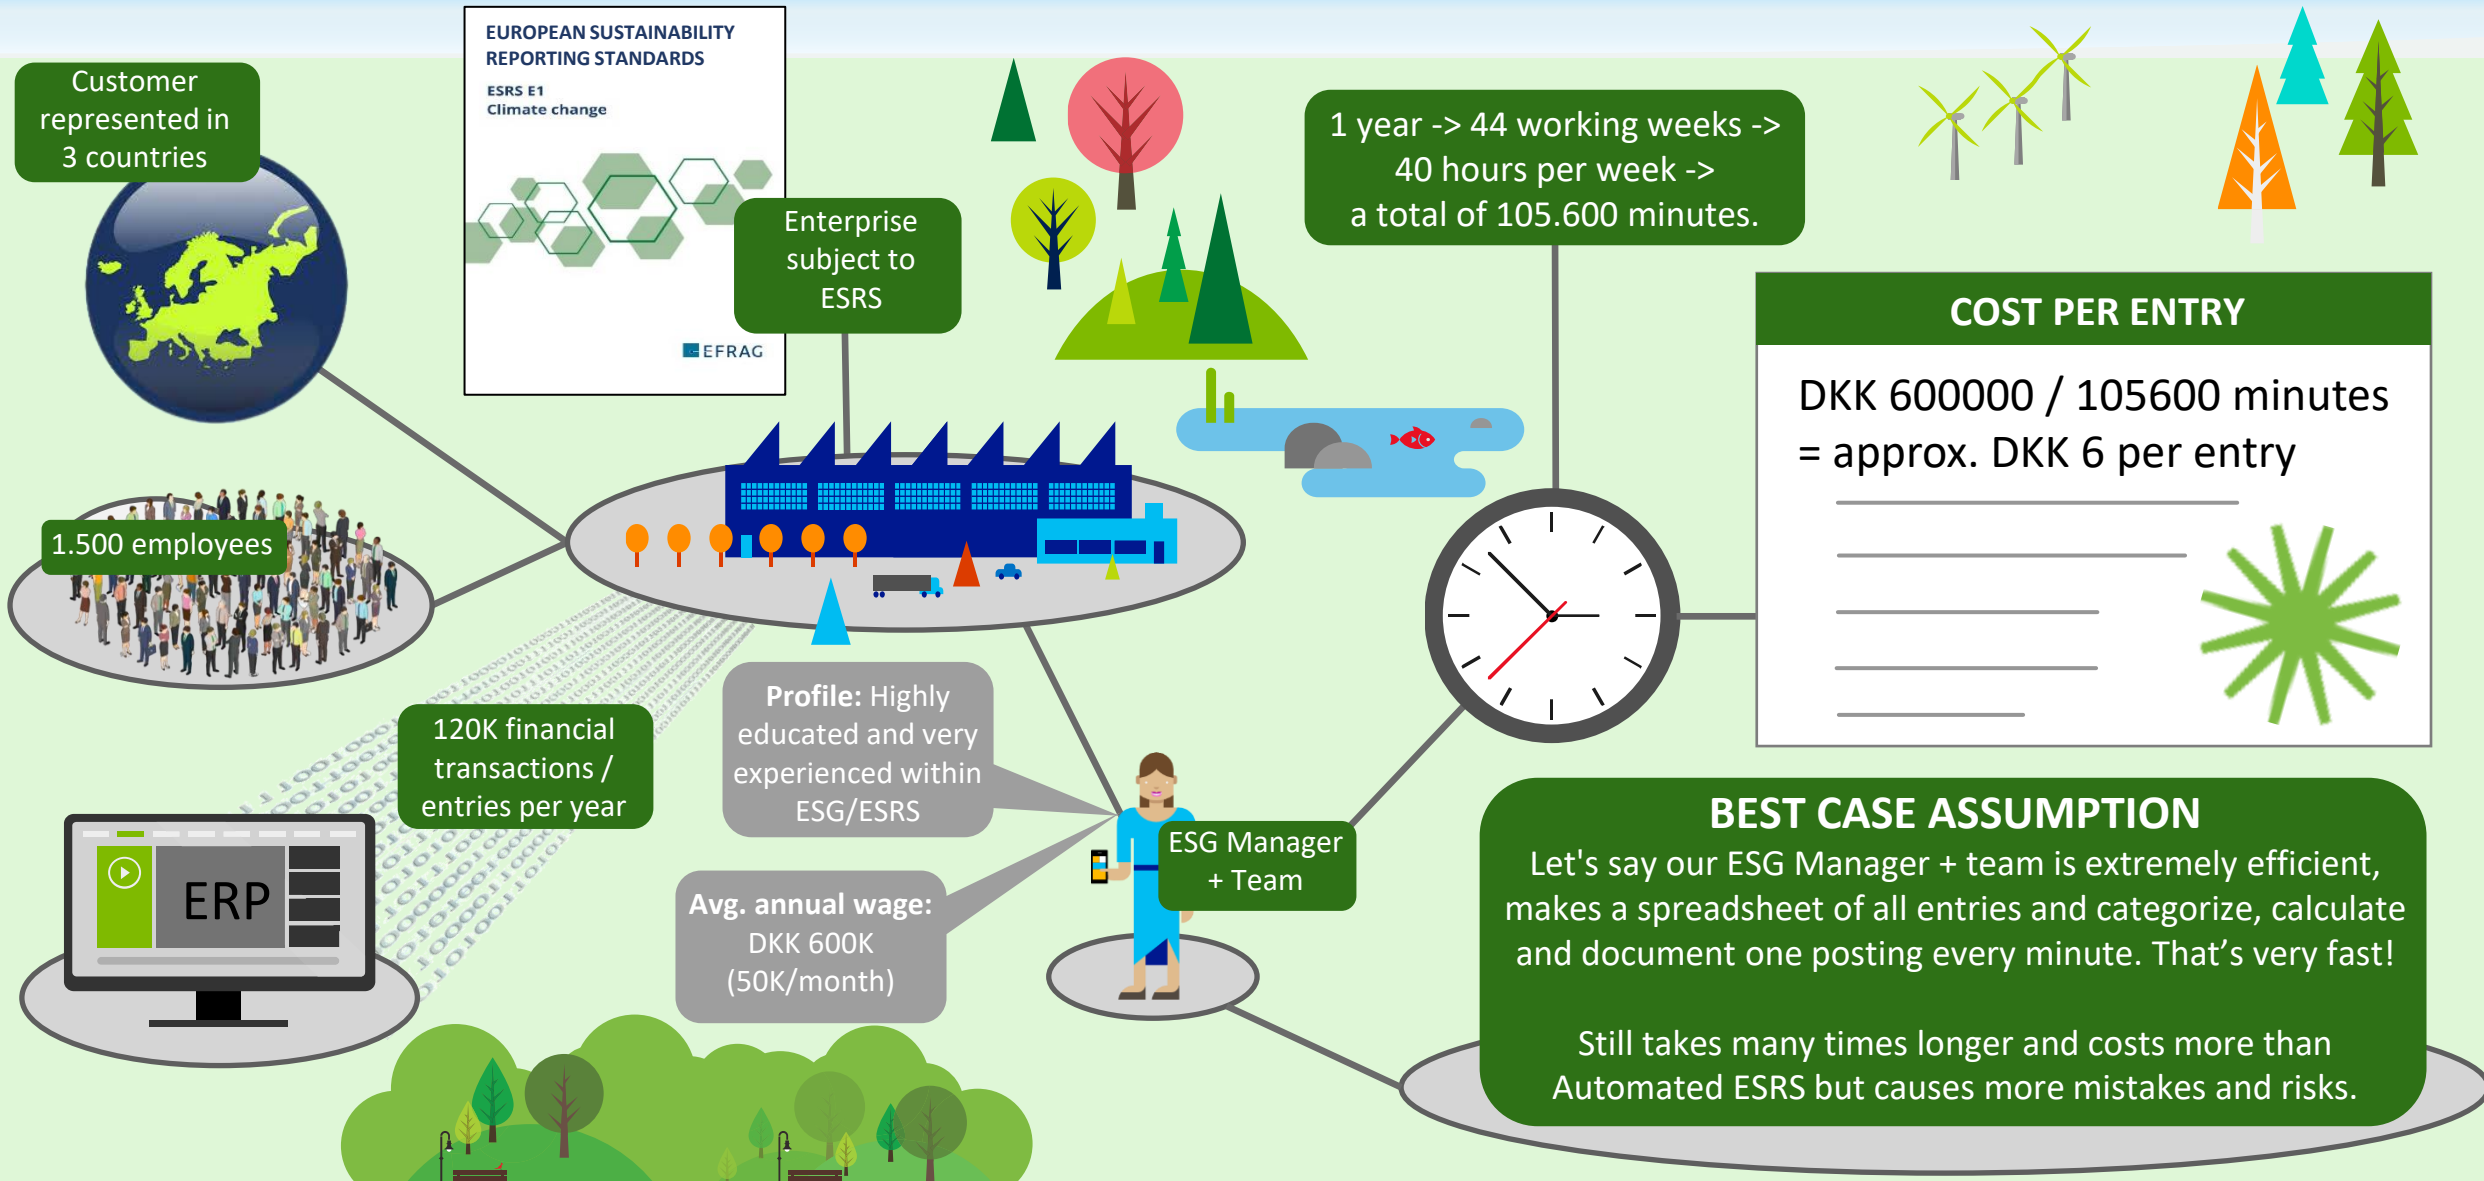 EUROPEAN SUSTAINABILITY
REPORTING STANDARDS
ESRS E1
Climate change
EFRAG
Customer
represented in
3 countries
Enterprise
subject to
ESRS
1 year -> 44 working weeks ->
40 hours per week ->
a total of 105.600 minutes.
COST PER ENTRY
DKK 600000 / 105600 minutes
= approx. DKK 6 per entry
1.500 employees
120K financial
transactions /
entries per year
ERP
Profile: Highly
educated and very
experienced within
ESG/ESRS
Avg. annual wage:
DKK 600K
(50K/month)
ESG Manager
+ Team
BEST CASE ASSUMPTION
Let's say our ESG Manager + team is extremely efficient,
makes a spreadsheet of all entries and categorize, calculate
and document one posting every minute. That’s very fast!
Still takes many times longer and costs more than
Automated ESRS but causes more mistakes and risks.